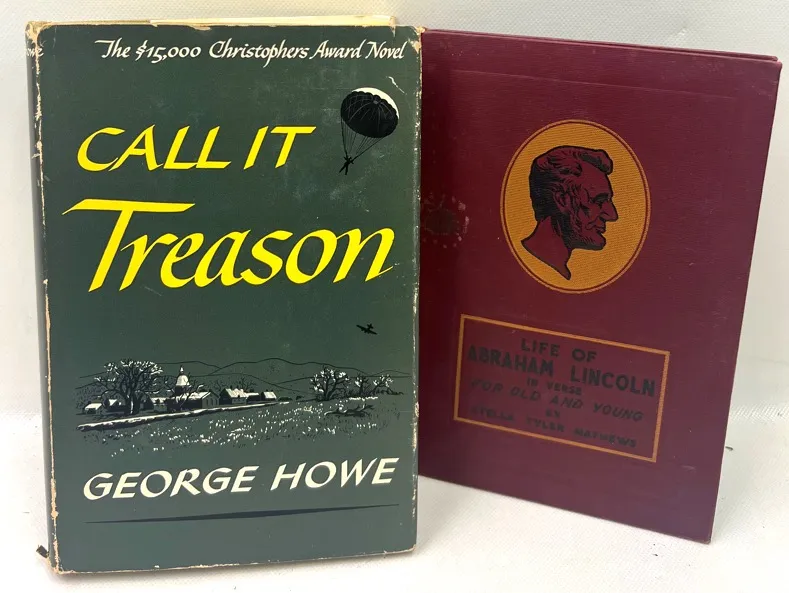 The $15,000 Christophers Award Novel
CALL IT
Treason
GEORGE HOWE
LIFE OF
ABRAHAM LINCOLN
IN VERSE
FOR OLD AND YOUNG
BY
STELLA TYLER MATHEWS